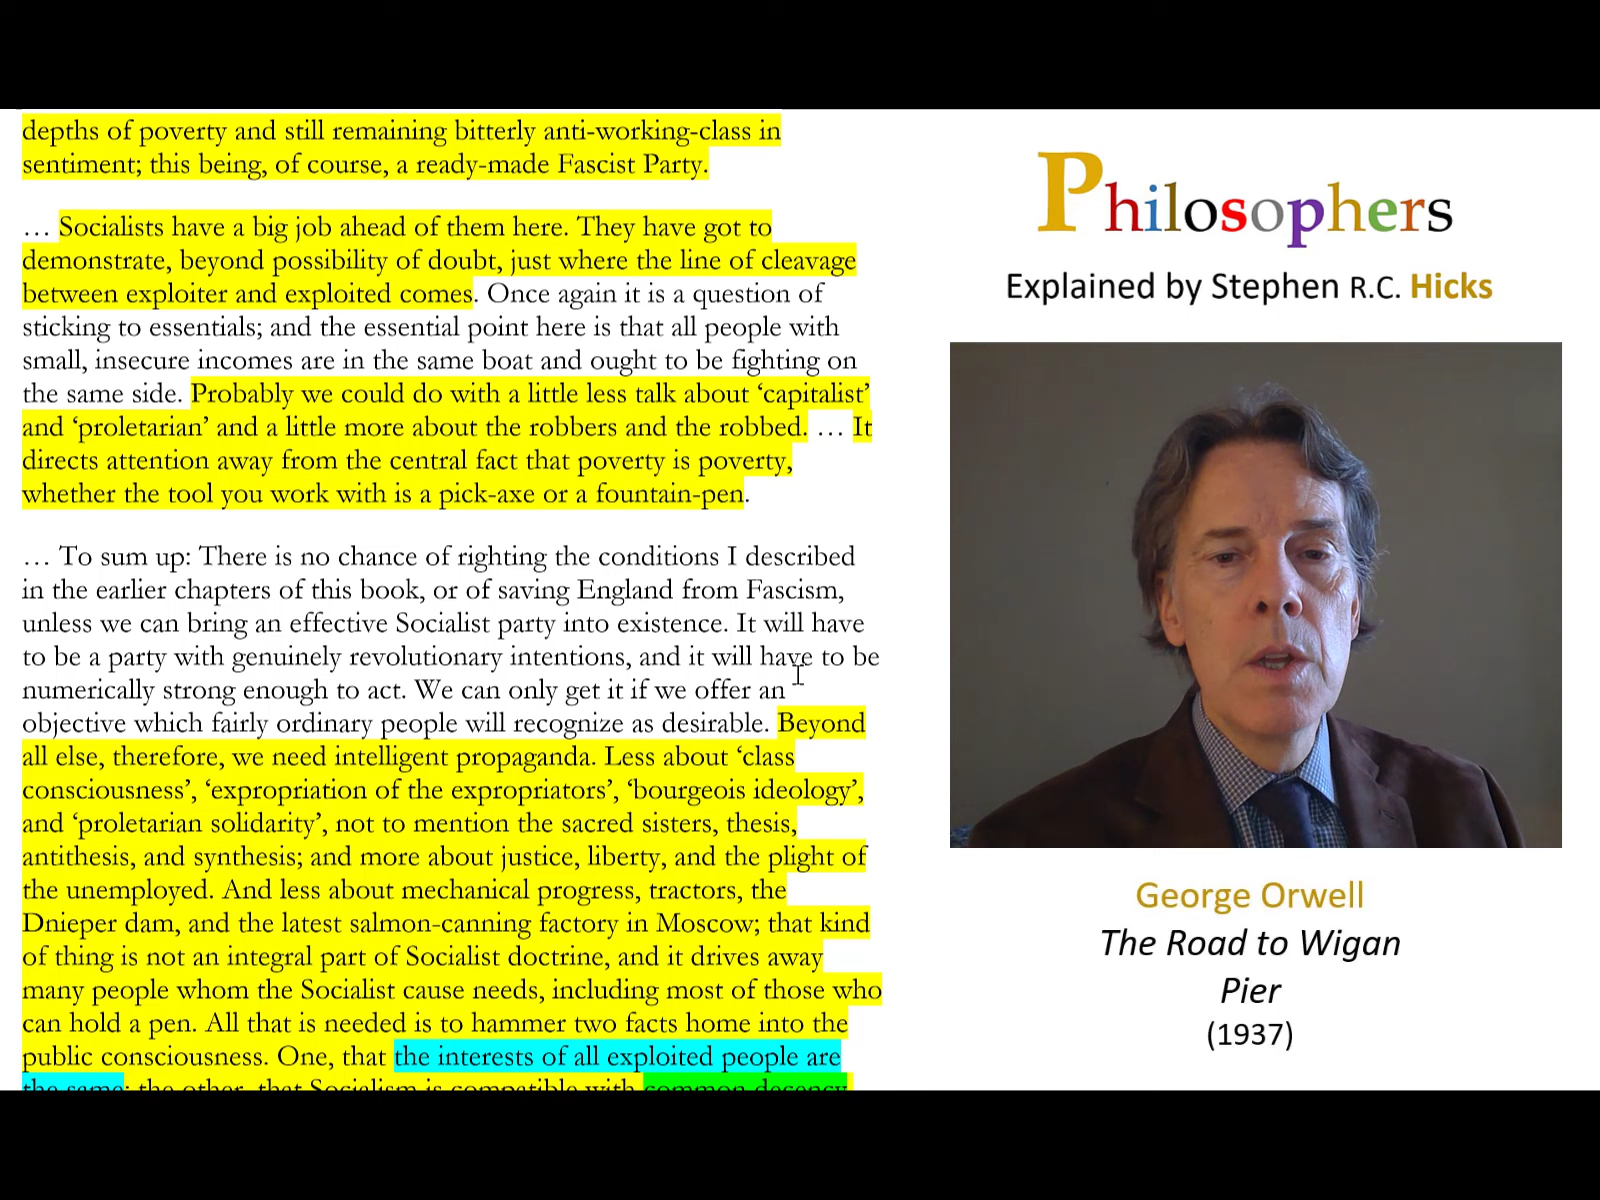 depths of poverty and still remaining bitterly anti-working-class in
sentiment; this being, of course, a ready-made Fascist Party.
… Socialists have a big job ahead of them here. They have got to
demonstrate, beyond possibility of doubt, just where the line of cleavage
between exploiter and exploited comes. Once again it is a question of
sticking to essentials; and the essential point here is that all people with
small, insecure incomes are in the same boat and ought to be fighting on
the same side. Probably we could do with a little less talk about ‘capitalist’
and ‘proletarian’ and a little more about the robbers and the robbed. … It
directs attention away from the central fact that poverty is poverty,
whether the tool you work with is a pick-axe or a fountain-pen.
… To sum up: There is no chance of righting the conditions I described
in the earlier chapters of this book, or of saving England from Fascism,
unless we can bring an effective Socialist party into existence. It will have
to be a party with genuinely revolutionary intentions, and it will have to be
numerically strong enough to act. We can only get it if we offer an
objective which fairly ordinary people will recognize as desirable. Beyond
all else, therefore, we need intelligent propaganda. Less about ‘class
consciousness’, ‘expropriation of the expropriators’, ‘bourgeois ideology’,
and ‘proletarian solidarity’, not to mention the sacred sisters, thesis,
antithesis, and synthesis; and more about justice, liberty, and the plight of
the unemployed. And less about mechanical progress, tractors, the
Dnieper dam, and the latest salmon-canning factory in Moscow; that kind
of thing is not an integral part of Socialist doctrine, and it drives away
many people whom the Socialist cause needs, including most of those who
can hold a pen. All that is needed is to hammer two facts home into the
public consciousness. One, that the interests of all exploited people are
the same; the other, that Socialism is compatible with common decency
Philosophers
Explained by Stephen R.C. Hicks
George Orwell
The Road to Wigan
Pier
(1937)